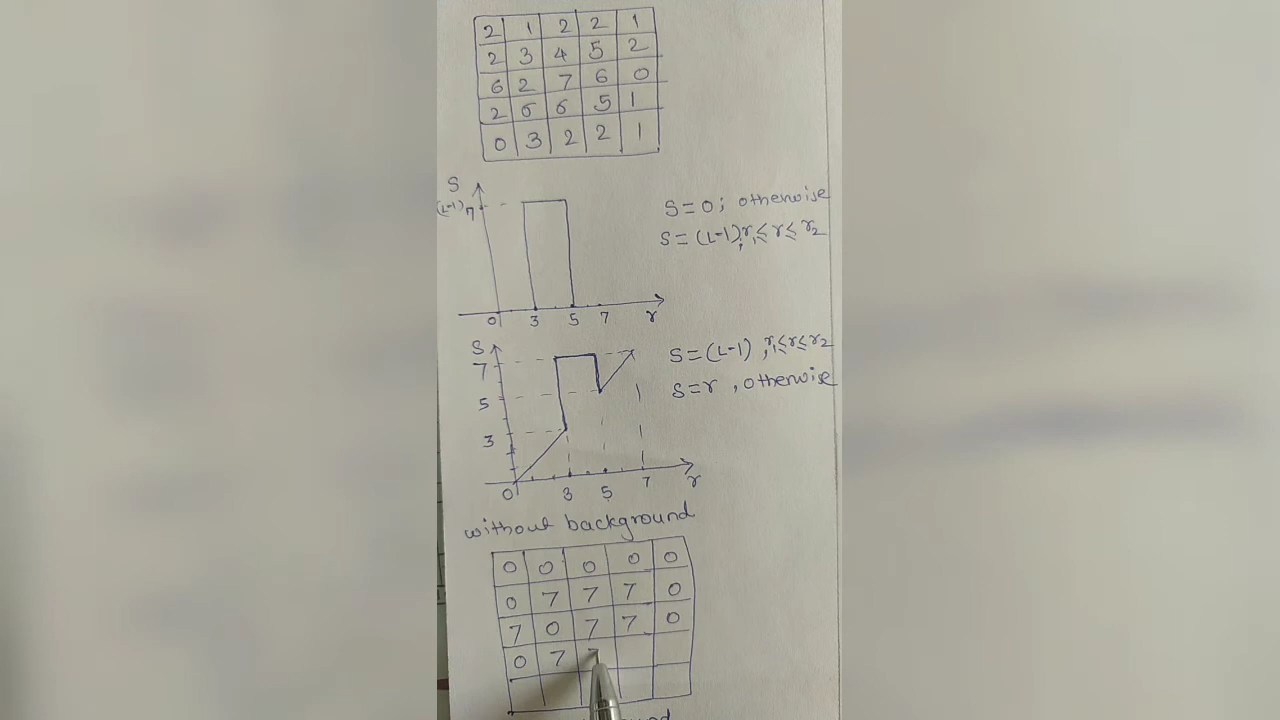 2 1 2 2 1
2 3 4 5 2
6 2 7 6 0
2 6 6 5 1
0 3 2 2 1
S
(L-1) 7
0 3 5 7 r
S=0; otherwise
S=(L-1), r₁≤r≤r₂
S
7
5
3
0 3 5 7 r
S=(L-1), r₁≤r≤r₂
S=r, otherwise
without background
0 0 0 0 0
0 7 7 7 0
7 0 7 7 0
0 7